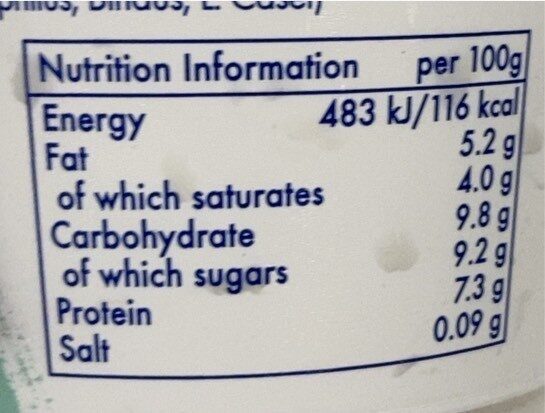 L. Casei)
Nutrition Information per 100g
Energy 483 kJ/116 kcal
Fat 5.2 g
of which saturates 4.0 g
Carbohydrate 9.8 g
of which sugars 9.2 g
Protein 7.3 g
Salt 0.09 g